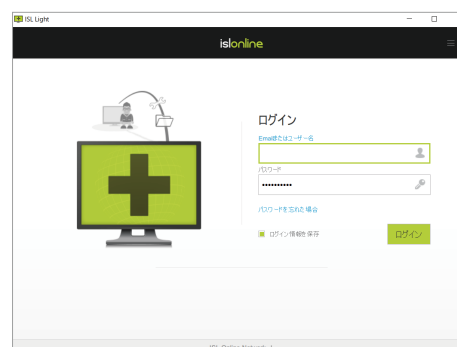 ISL Light
islonline
ログイン
Emailまたはユーザー名
パスワード
パスワードを忘れた場合
ログイン情報を保存
ログイン